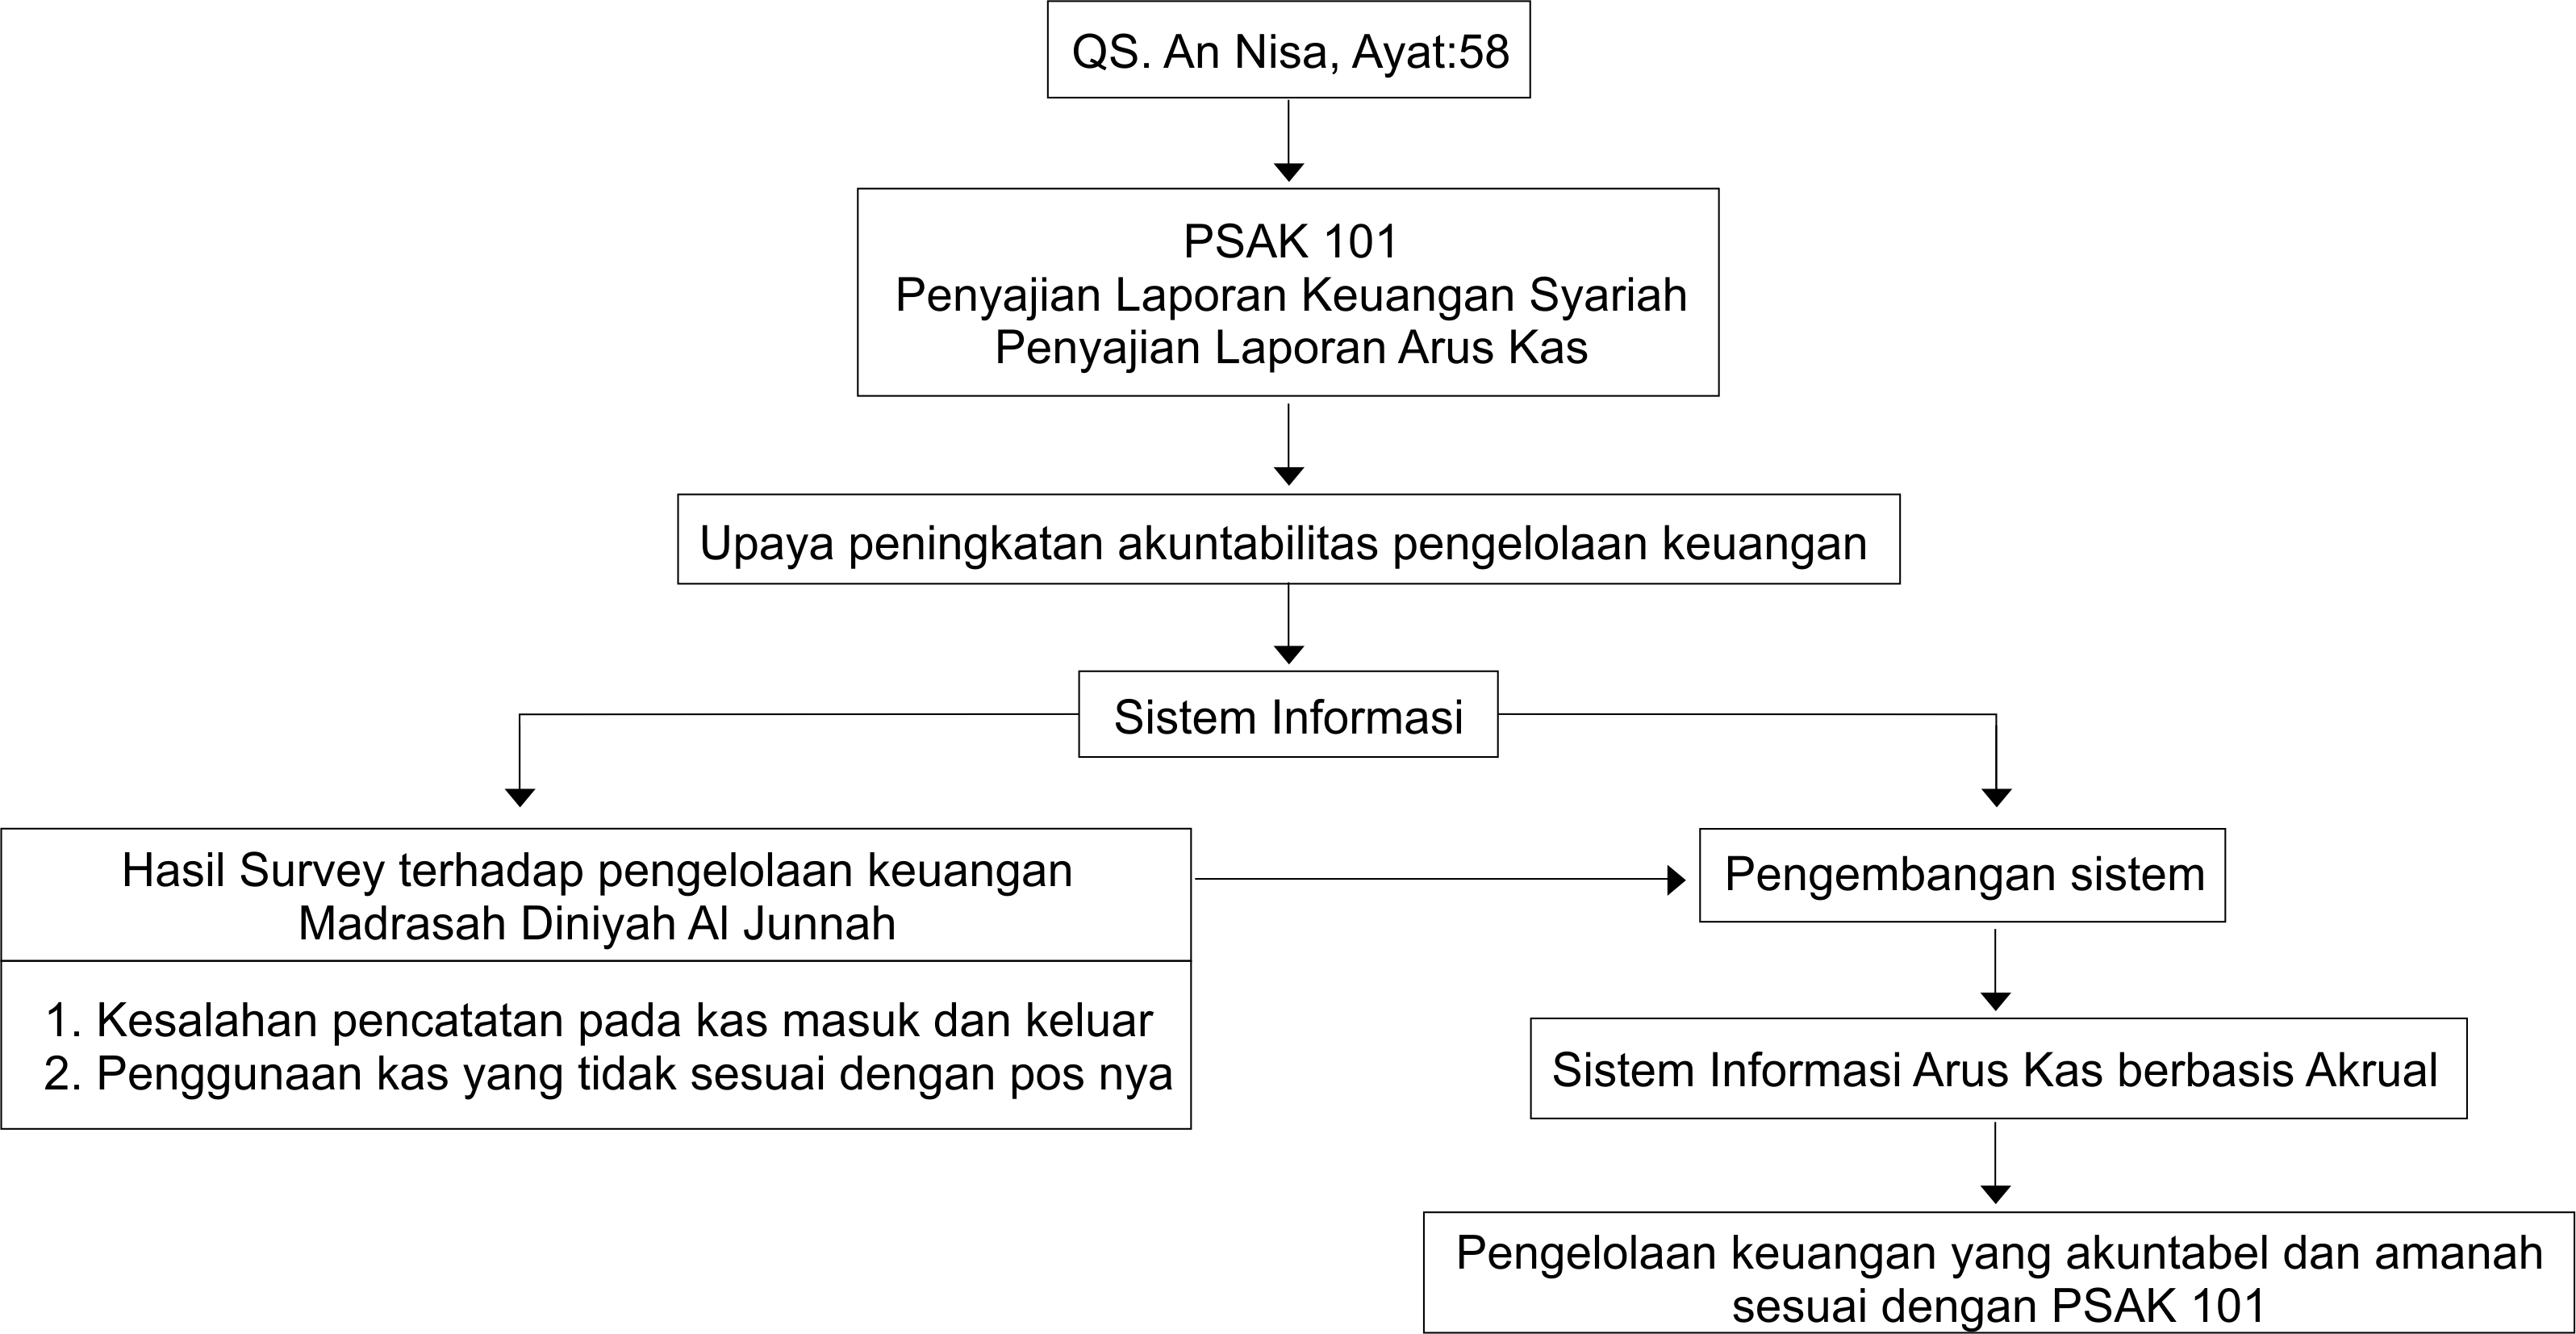 QS. An Nisa, Ayat:58
PSAK 101
Penyajian Laporan Keuangan Syariah
Penyajian Laporan Arus Kas
Upaya peningkatan akuntabilitas pengelolaan keuangan
Sistem Informasi
Hasil Survey terhadap pengelolaan keuangan
Madrasah Diniyah Al Junnah
1. Kesalahan pencatatan pada kas masuk dan keluar
2. Penggunaan kas yang tidak sesuai dengan pos nya
Pengembangan sistem
Sistem Informasi Arus Kas berbasis Akrual
Pengelolaan keuangan yang akuntabel dan amanah
sesuai dengan PSAK 101